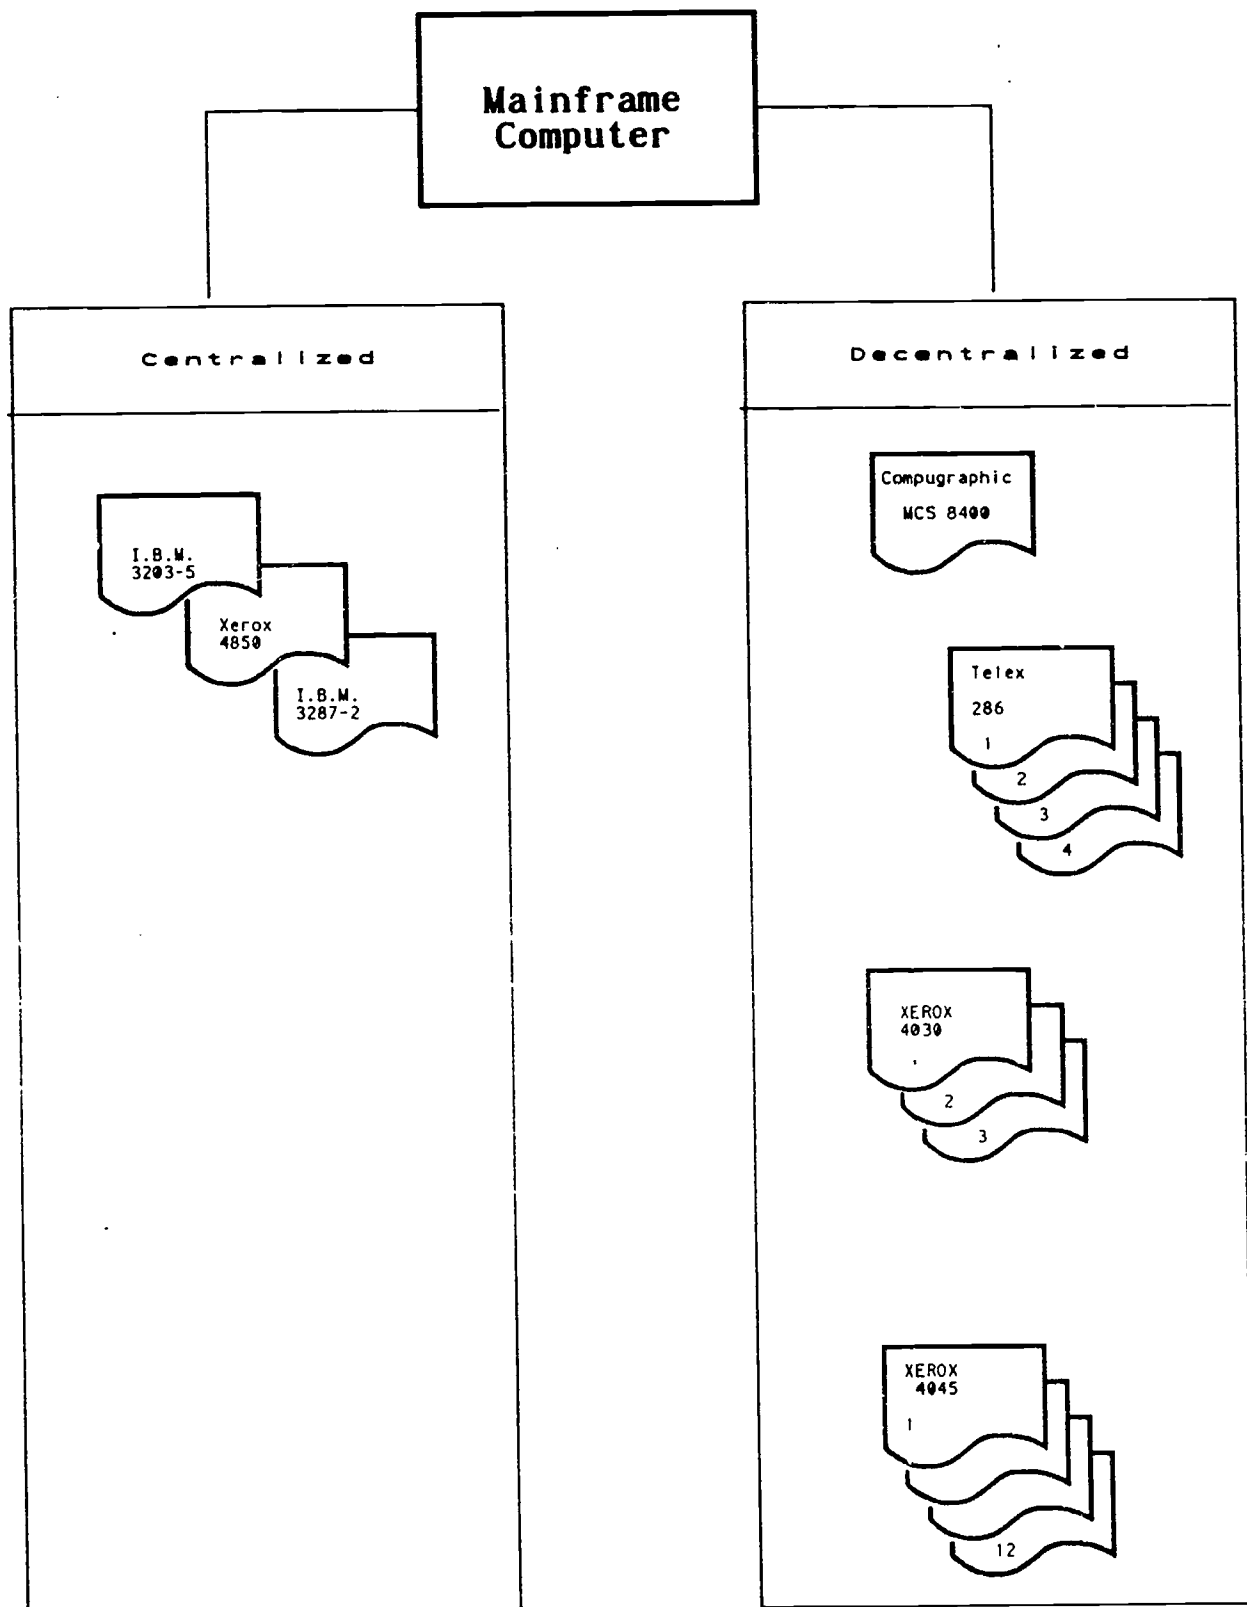 Mainframe
Computer
Centralized
Decentralized
I.B.M.
3203-5
Xerox
4850
I.B.M.
3287-2
Compugraphic
MCS 8400
Telex
286
1
2
3
4
XEROX
4030
2
3
XEROX
4045
1
12